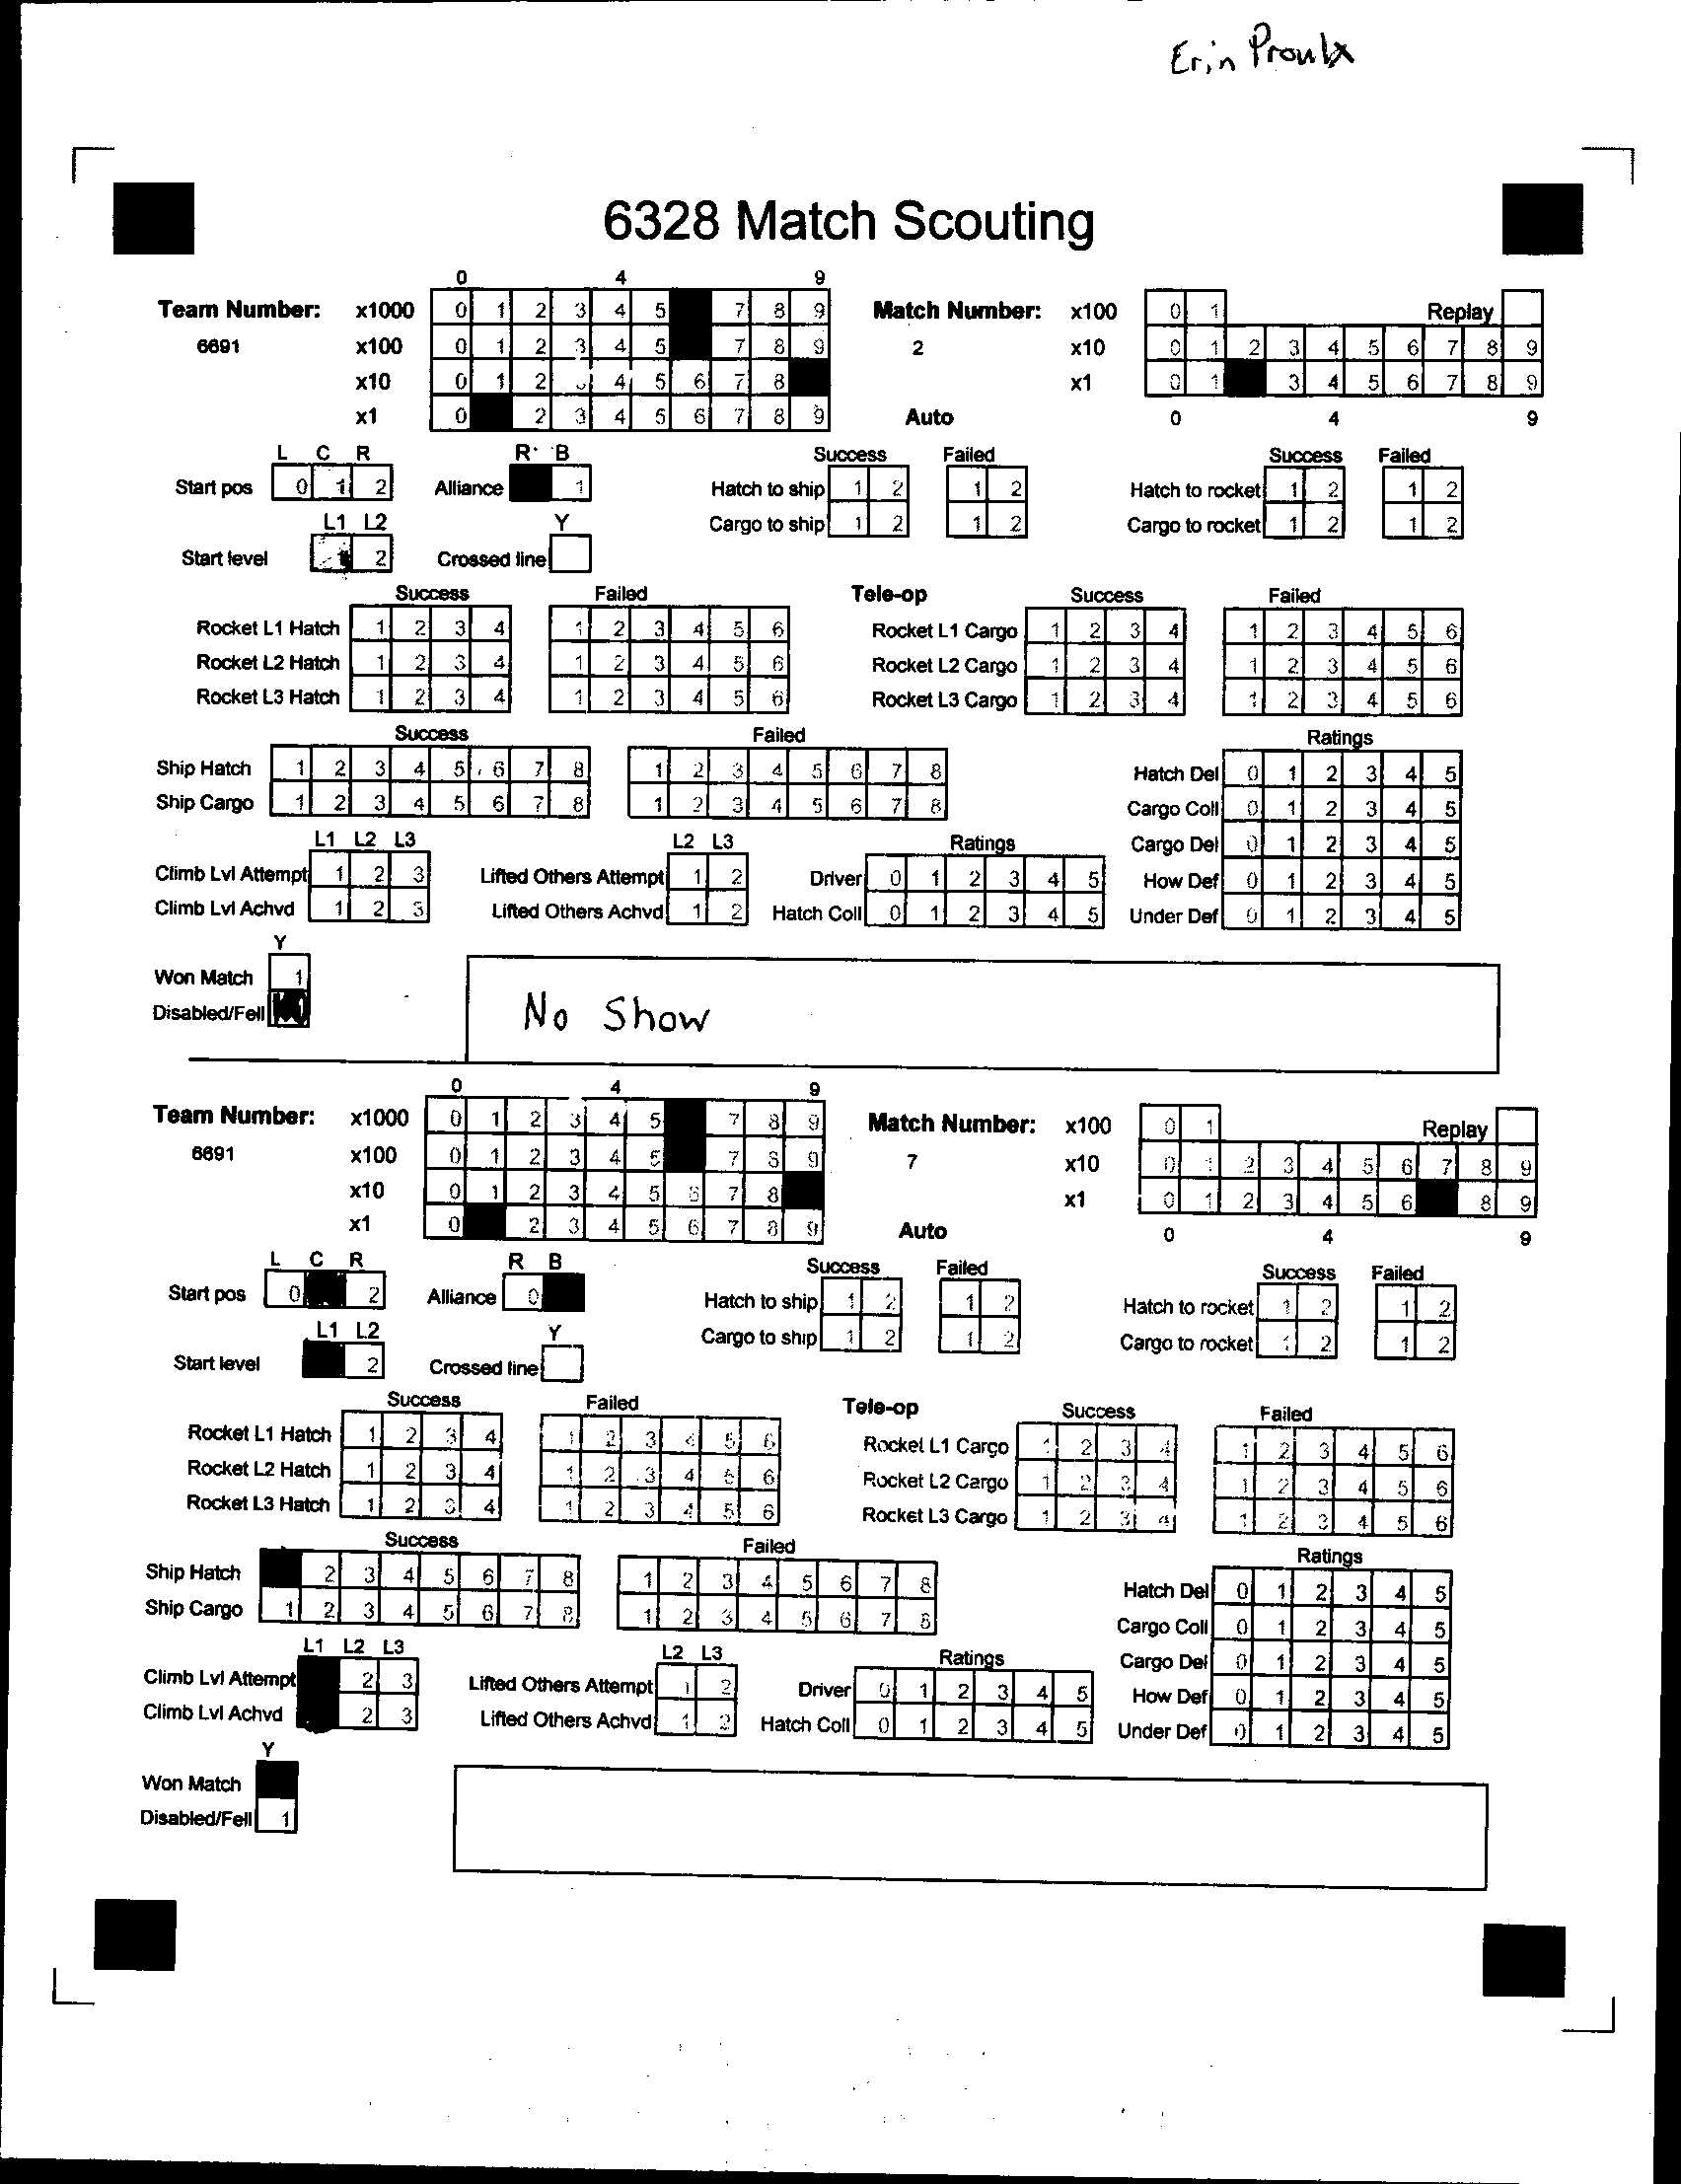 Erin Proulx
6328 Match Scouting
0 4 9
Team Number: x1000 0 1 2 3 4 5 7 8 9 Match Number: x100 0 1 Replay
6691 x100 0 1 2 3 4 5 7 8 9 2 x10 0 1 2 3 4 5 6 7 8 9
x10 0 1 2 4 5 6 7 8 x1 0 1 3 4 5 6 7 8 9
x1 0 2 3 4 5 6 7 8 9 Auto 0 4 9
L C R R B Success Failed Success Failed
Start pos 0 1 2 Alliance 1 Hatch to ship 1 2 1 2 Hatch to rocket 1 2 1 2
L1 L2 Y Cargo to ship 1 2 1 2 Cargo to rocket 1 2 1 2
Start level 1 2 Crossed line
Success Failed Tele-op Success Failed
Rocket L1 Hatch 1 2 3 4 1 2 3 4 5 6 Rocket L1 Cargo 1 2 3 4 1 2 3 4 5 6
Rocket L2 Hatch 1 2 3 4 1 2 3 4 5 6 Rocket L2 Cargo 1 2 3 4 1 2 3 4 5 6
Rocket L3 Hatch 1 2 3 4 1 2 3 4 5 6 Rocket L3 Cargo 1 2 3 4 1 2 3 4 5 6
Success Failed Ratings
Ship Hatch 1 2 3 4 5 6 7 8 1 2 3 4 5 6 7 8 Hatch Del 0 1 2 3 4 5
Ship Cargo 1 2 3 4 5 6 7 8 1 2 3 4 5 6 7 8 Cargo Coll 0 1 2 3 4 5
L1 L2 L3 L2 L3 Ratings Cargo Del 0 1 2 3 4 5
Climb Lvl Attempt 1 2 3 Lifted Others Attempt 1 2 Driver 0 1 2 3 4 5 How Def 0 1 2 3 4 5
Climb Lvl Achvd 1 2 3 Lifted Others Achvd 1 2 Hatch Coll 0 1 2 3 4 5 Under Def 0 1 2 3 4 5
Y
Won Match 1
Disabled/Fell No Show
0 4 9
Team Number: x1000 0 1 2 3 4 5 7 8 9 Match Number: x100 0 1 Replay
6691 x100 0 1 2 3 4 5 7 8 9 7 x10 0 1 2 3 4 5 6 7 8 9
x10 0 1 2 3 4 5 6 7 8 x1 0 1 2 3 4 5 6 8 9
x1 0 2 3 4 5 6 7 8 9 Auto 0 4 9
L C R R B Success Failed Success Failed
Start pos 0 2 Alliance 0 Hatch to ship 1 2 1 2 Hatch to rocket 1 2 1 2
L1 L2 Y Cargo to ship 1 2 1 2 Cargo to rocket 1 2 1 2
Start level 2 Crossed line
Success Failed Tele-op Success Failed
Rocket L1 Hatch 1 2 3 4 1 2 3 4 5 6 Rocket L1 Cargo 1 2 3 4 1 2 3 4 5 6
Rocket L2 Hatch 1 2 3 4 1 2 3 4 5 6 Rocket L2 Cargo 1 2 3 4 1 2 3 4 5 6
Rocket L3 Hatch 1 2 3 4 1 2 3 4 5 6 Rocket L3 Cargo 1 2 3 4 1 2 3 4 5 6
Success Failed Ratings
Ship Hatch 2 3 4 5 6 7 8 1 2 3 4 5 6 7 8 Hatch Del 0 1 2 3 4 5
Ship Cargo 1 2 3 4 5 6 7 8 1 2 3 4 5 6 7 8 Cargo Coll 0 1 2 3 4 5
L1 L2 L3 L2 L3 Ratings Cargo Del 0 1 2 3 4 5
Climb Lvl Attempt 2 3 Lifted Others Attempt 1 2 Driver 0 1 2 3 4 5 How Def 0 1 2 3 4 5
Climb Lvl Achvd 2 3 Lifted Others Achvd 1 2 Hatch Coll 0 1 2 3 4 5 Under Def 0 1 2 3 4 5
Y
Won Match
Disabled/Fell 1